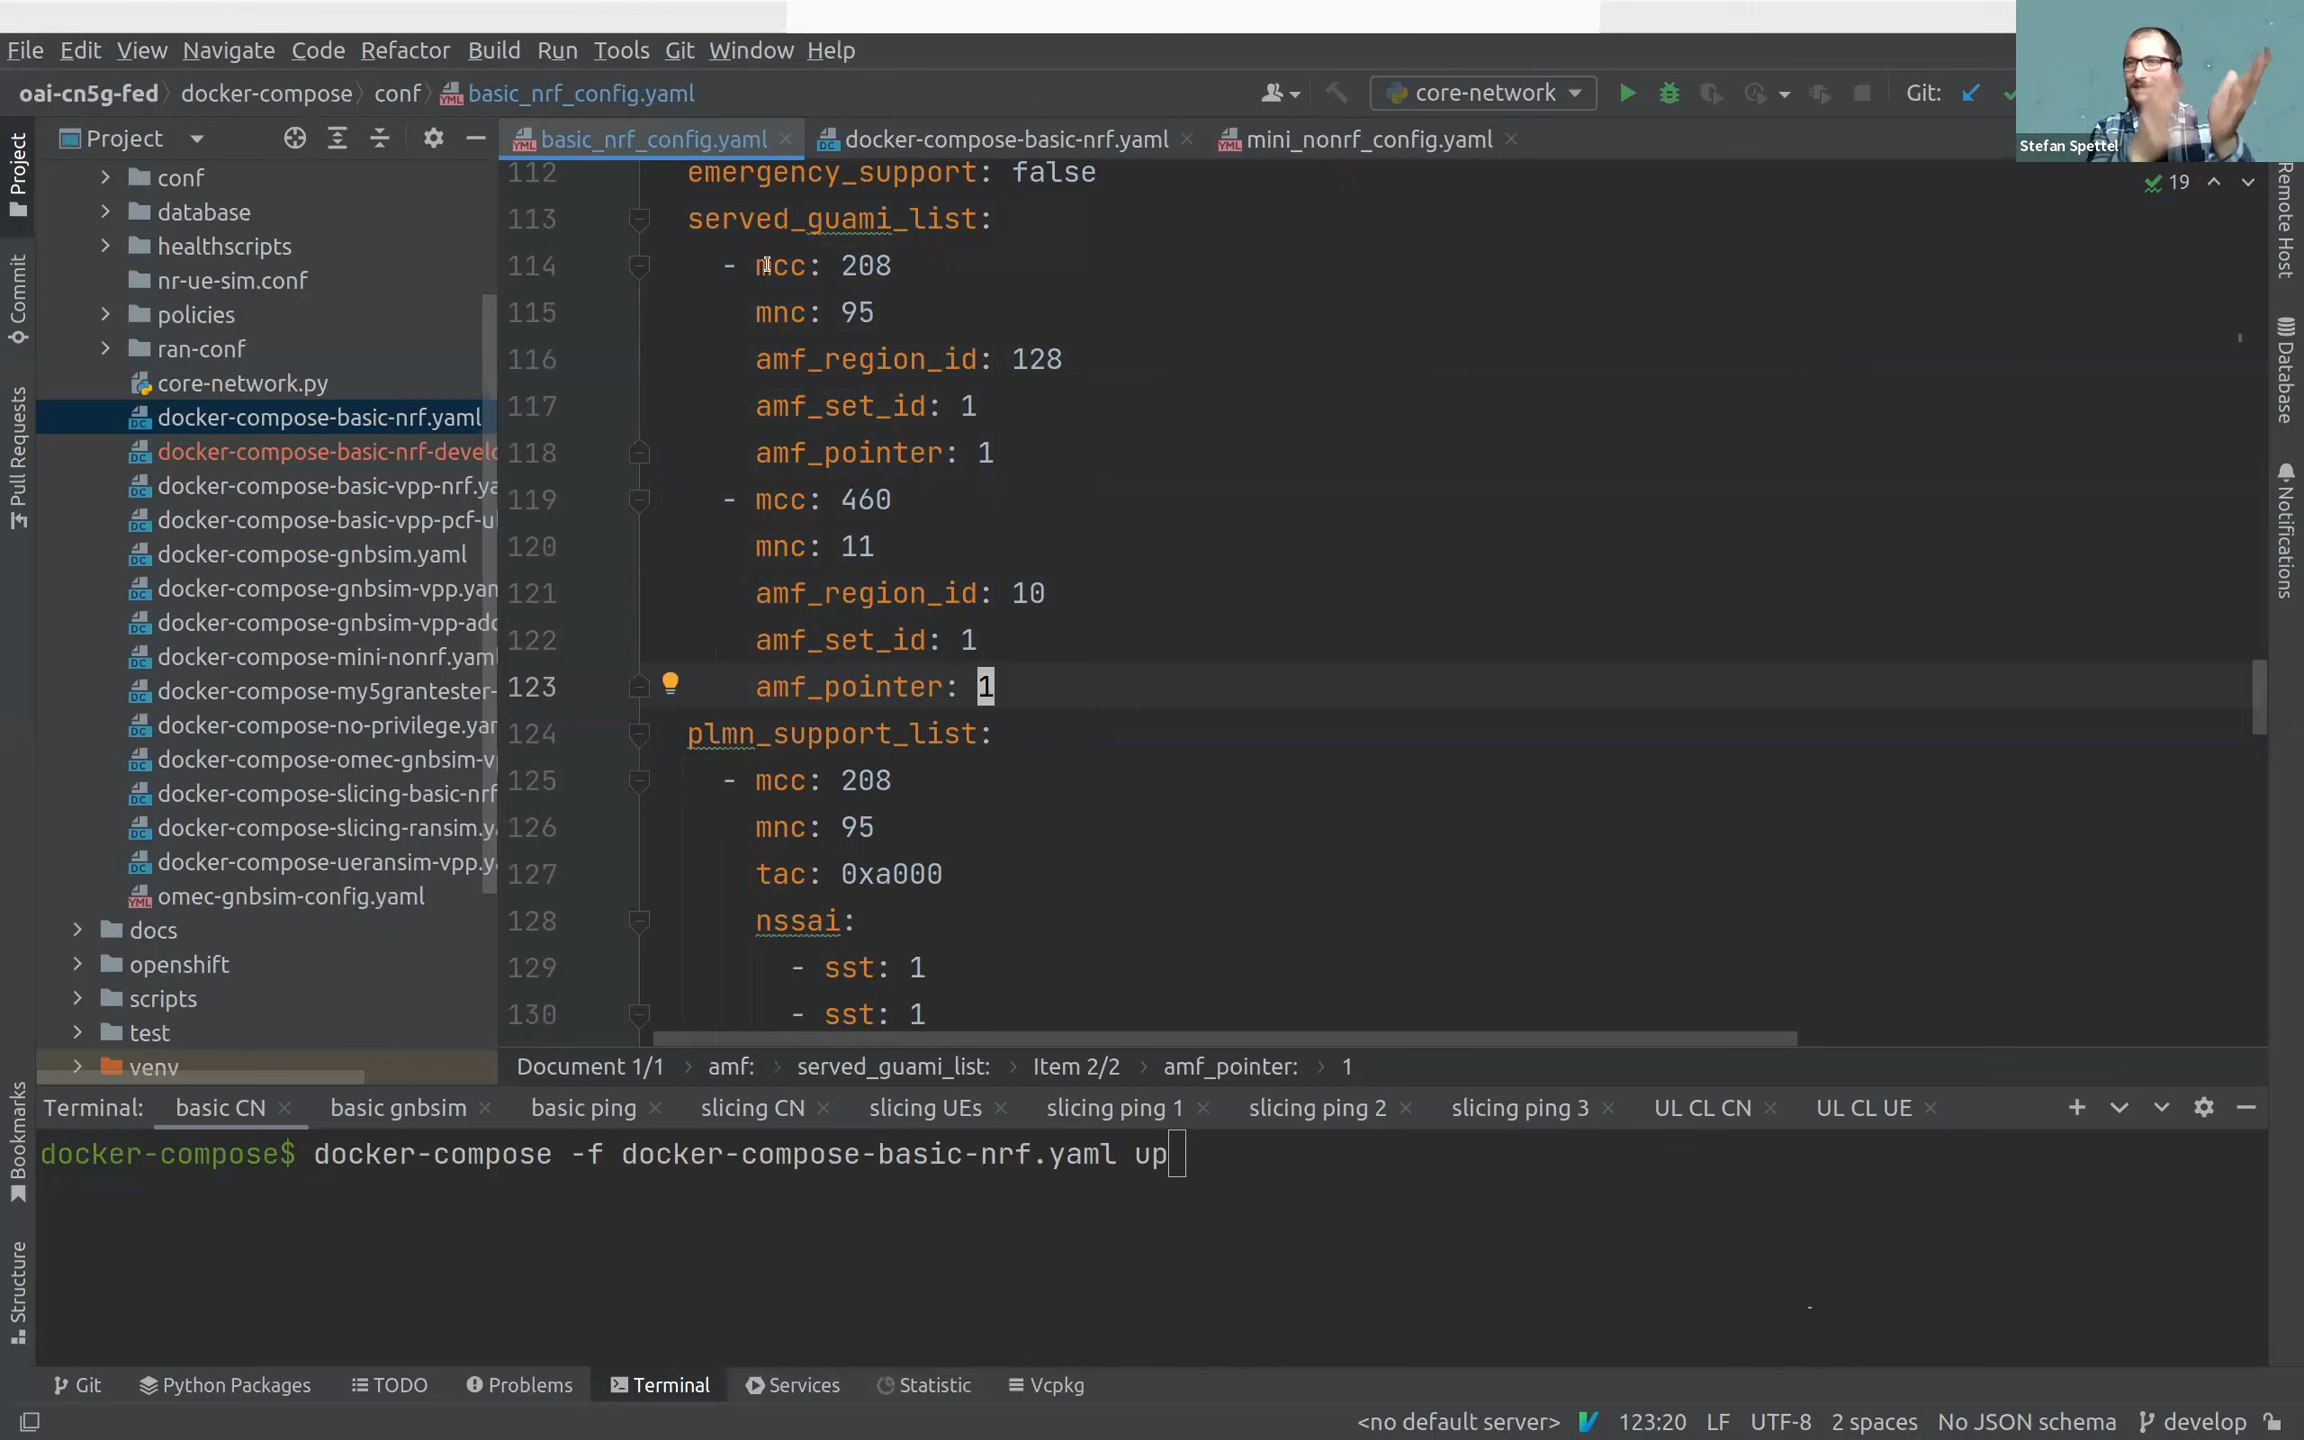 File Edit View Navigate Code Refactor Build Run Tools Git Window Help
oai-cn5g-fed docker-compose conf basic_nrf_config.yaml core-network Git:
Stefan Spettel
Project basic_nrf_config.yaml docker-compose-basic-nrf.yaml mini_nonrf_config.yaml
19
Project
Commit
Pull Requests
Bookmarks
Structure
conf
database
healthscripts
nr-ue-sim.conf
policies
ran-conf
core-network.py
docker-compose-basic-nrf.yaml
docker-compose-basic-nrf-develo
docker-compose-basic-vpp-nrf.ya
docker-compose-basic-vpp-pcf-u
docker-compose-gnbsim.yaml
docker-compose-gnbsim-vpp.yam
docker-compose-gnbsim-vpp-add
docker-compose-mini-nonrf.yaml
docker-compose-my5grantester-
docker-compose-no-privilege.yam
docker-compose-omec-gnbsim-v
docker-compose-slicing-basic-nrf
docker-compose-slicing-ransim.y
docker-compose-ueransim-vpp.y
omec-gnbsim-config.yaml
docs
openshift
scripts
test
venv
112 emergency_support: false
113 served_guami_list:
114 - mcc: 208
115 mnc: 95
116 amf_region_id: 128
117 amf_set_id: 1
118 amf_pointer: 1
119 - mcc: 460
120 mnc: 11
121 amf_region_id: 10
122 amf_set_id: 1
123 amf_pointer: 1
124 plmn_support_list:
125 - mcc: 208
126 mnc: 95
127 tac: 0xa000
128 nssai:
129 - sst: 1
130 - sst: 1
Remote Host
Database
Notifications
Document 1/1 amf: served_guami_list: Item 2/2 amf_pointer: 1
Terminal: basic CN basic gnbsim basic ping slicing CN slicing UEs slicing ping 1 slicing ping 2 slicing ping 3 UL CL CN UL CL UE
docker-compose$ docker-compose -f docker-compose-basic-nrf.yaml up
Git Python Packages TODO Problems Terminal Services Statistic Vcpkg
<no default server> 123:20 LF UTF-8 2 spaces No JSON schema develop